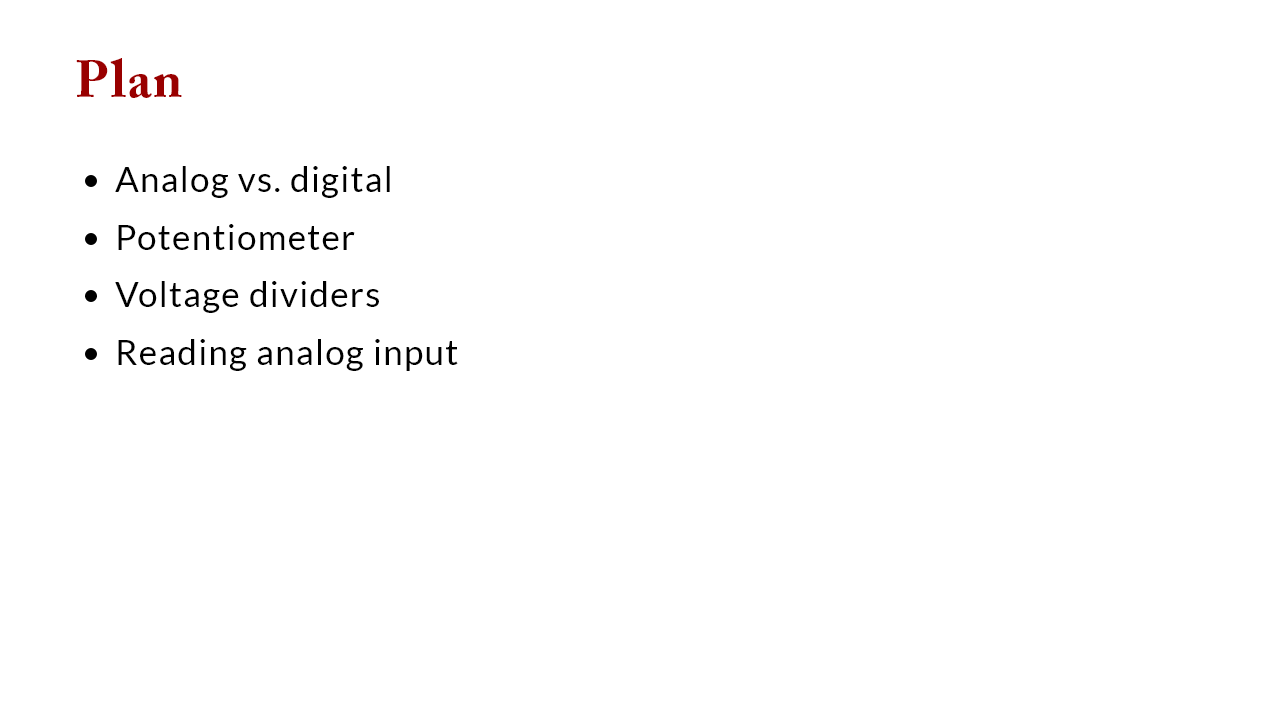 Plan
• Analog vs. digital
• Potentiometer
• Voltage dividers
• Reading analog input